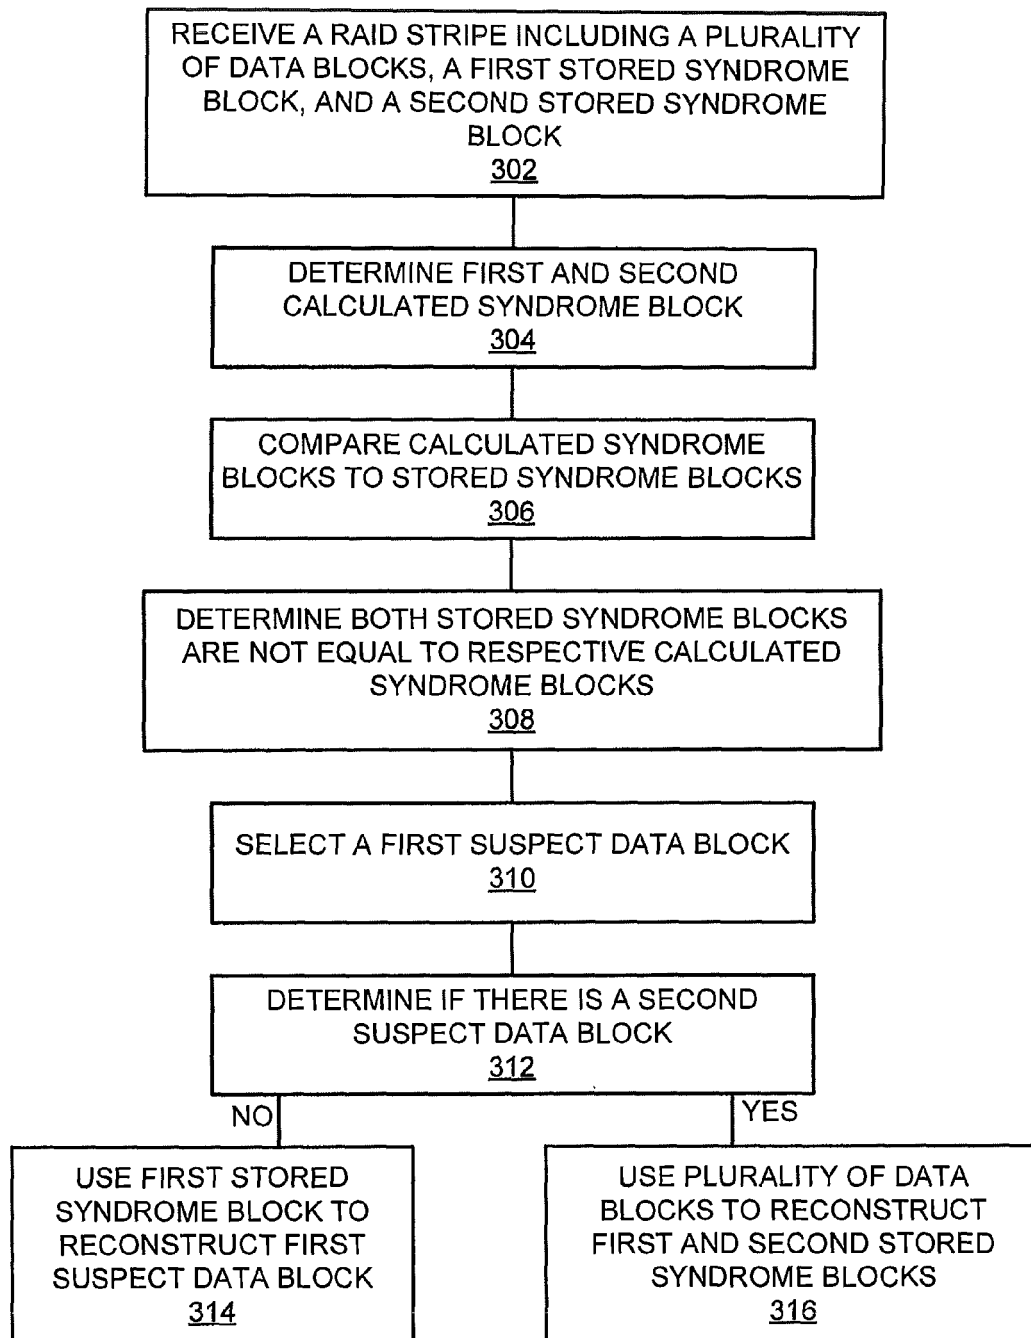 RECEIVE A RAID STRIPE INCLUDING A PLURALITY
OF DATA BLOCKS, A FIRST STORED SYNDROME
BLOCK, AND A SECOND STORED SYNDROME
BLOCK
302
DETERMINE FIRST AND SECOND
CALCULATED SYNDROME BLOCK
304
COMPARE CALCULATED SYNDROME
BLOCKS TO STORED SYNDROME BLOCKS
306
DETERMINE BOTH STORED SYNDROME BLOCKS
ARE NOT EQUAL TO RESPECTIVE CALCULATED
SYNDROME BLOCKS
308
SELECT A FIRST SUSPECT DATA BLOCK
310
DETERMINE IF THERE IS A SECOND
SUSPECT DATA BLOCK
312
NO
YES
USE FIRST STORED
SYNDROME BLOCK TO
RECONSTRUCT FIRST
SUSPECT DATA BLOCK
314
USE PLURALITY OF DATA
BLOCKS TO RECONSTRUCT
FIRST AND SECOND STORED
SYNDROME BLOCKS
316